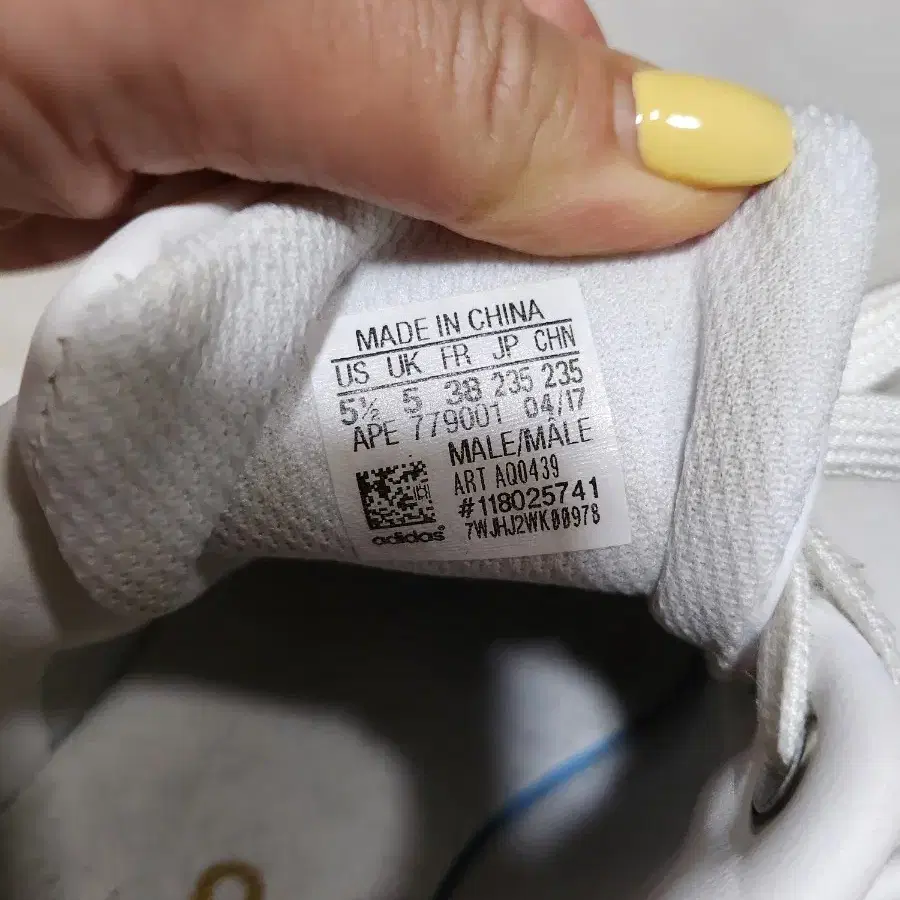 MADE IN CHINA
US UK FR JP CHN
5½ 5 38 235 235
APE 779001 04/17
MALE/MÂLE
ART AQ0439
#118025741
7WJHJ2WK00978
adidas